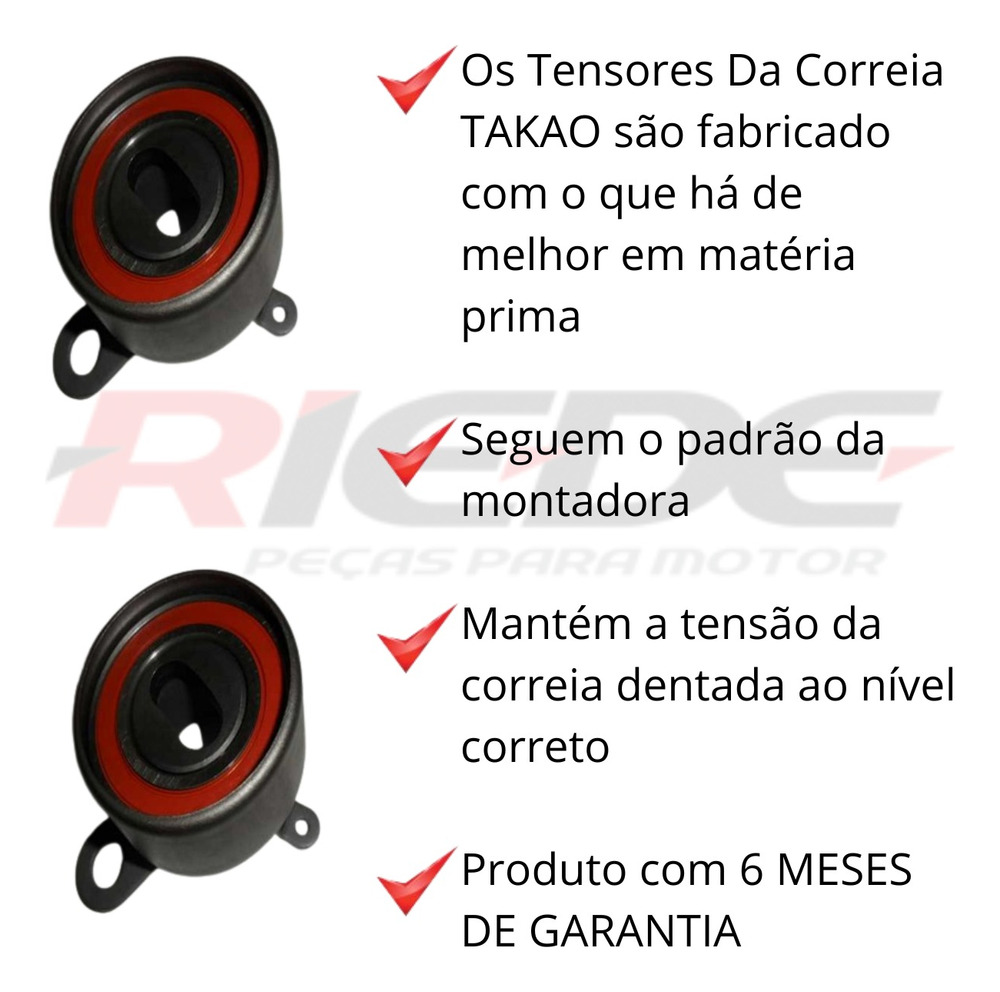 Os Tensores Da Correia
TAKAO são fabricado
com o que há de
melhor em matéria
prima
RIEDE
Seguem o padrão da
montadora
PEÇAS PARA MOTOR
Mantém a tensão da
correia dentada ao nível
correto
Produto com 6 MESES
DE GARANTIA